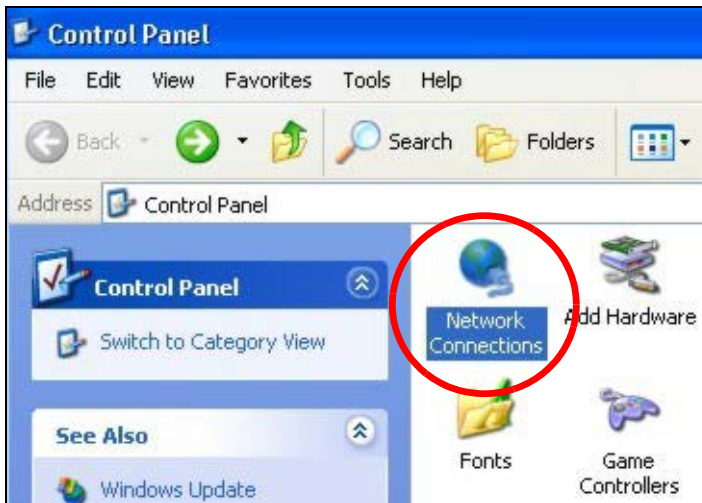 Control Panel
File Edit View Favorites Tools Help
Back Search Folders
Address Control Panel
Control Panel
Switch to Category View
See Also
Windows Update
Network
Connections
Add Hardware
Fonts
Game
Controllers